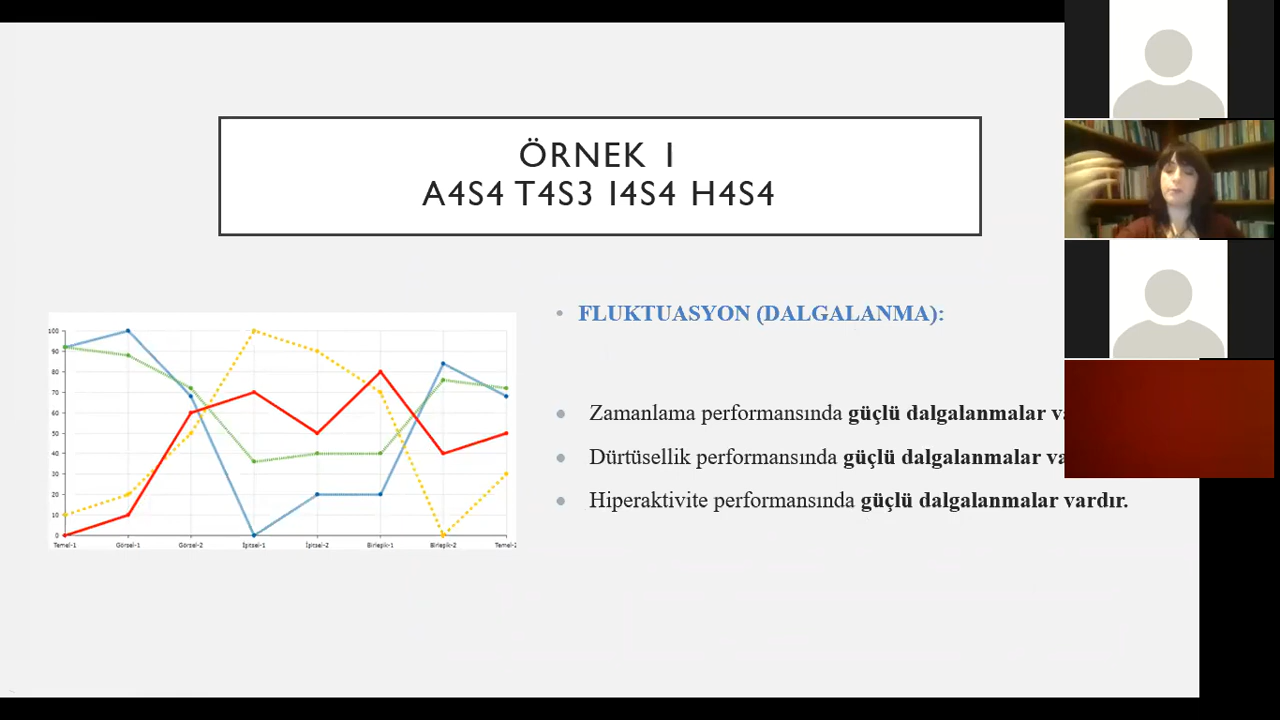 ÖRNEK 1
A4S4 T4S3 I4S4 H4S4
• FLUKTUASYON (DALGALANMA):
• Zamanlama performansında güçlü dalgalanmalar
• Dürtüsellik performansında güçlü dalgalanmalar
• Hiperaktivite performansında güçlü dalgalanmalar vardır.
100
90
80
70
60
50
40
30
20
10
0
Temel-1 Görsel-1 Görsel-2 İşitsel-1 İşitsel-2 Birleşik-1 Birleşik-2